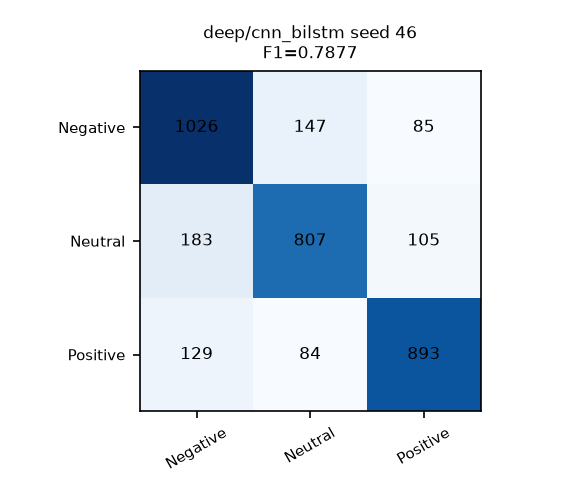 deep/cnn_bilstm seed 46
F1=0.7877
Negative 1026 147 85
Neutral 183 807 105
Positive 129 84 893
Negative Neutral Positive